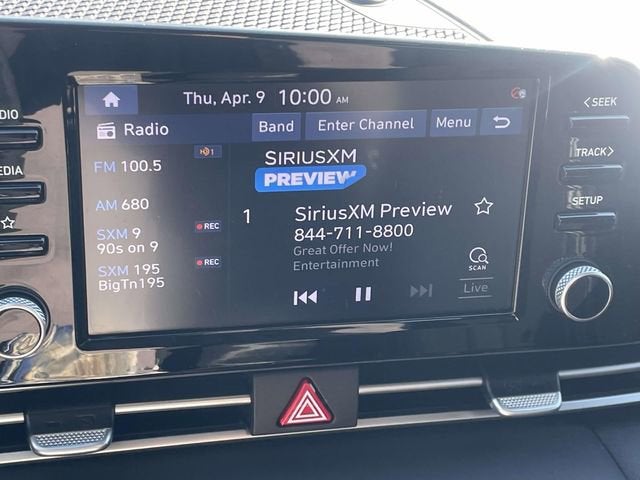 Thu, Apr. 9 10:00 AM
Radio Band Enter Channel Menu
FM 100.5
1
AM 680
SXM 9 REC
90s on 9
SXM 195 REC
BigTn195
SIRIUSXM
PREVIEW
1 SiriusXM Preview
844-711-8800
Great Offer Now!
Entertainment
SCAN
Live
DIO
EDIA
SEEK
TRACK
SETUP